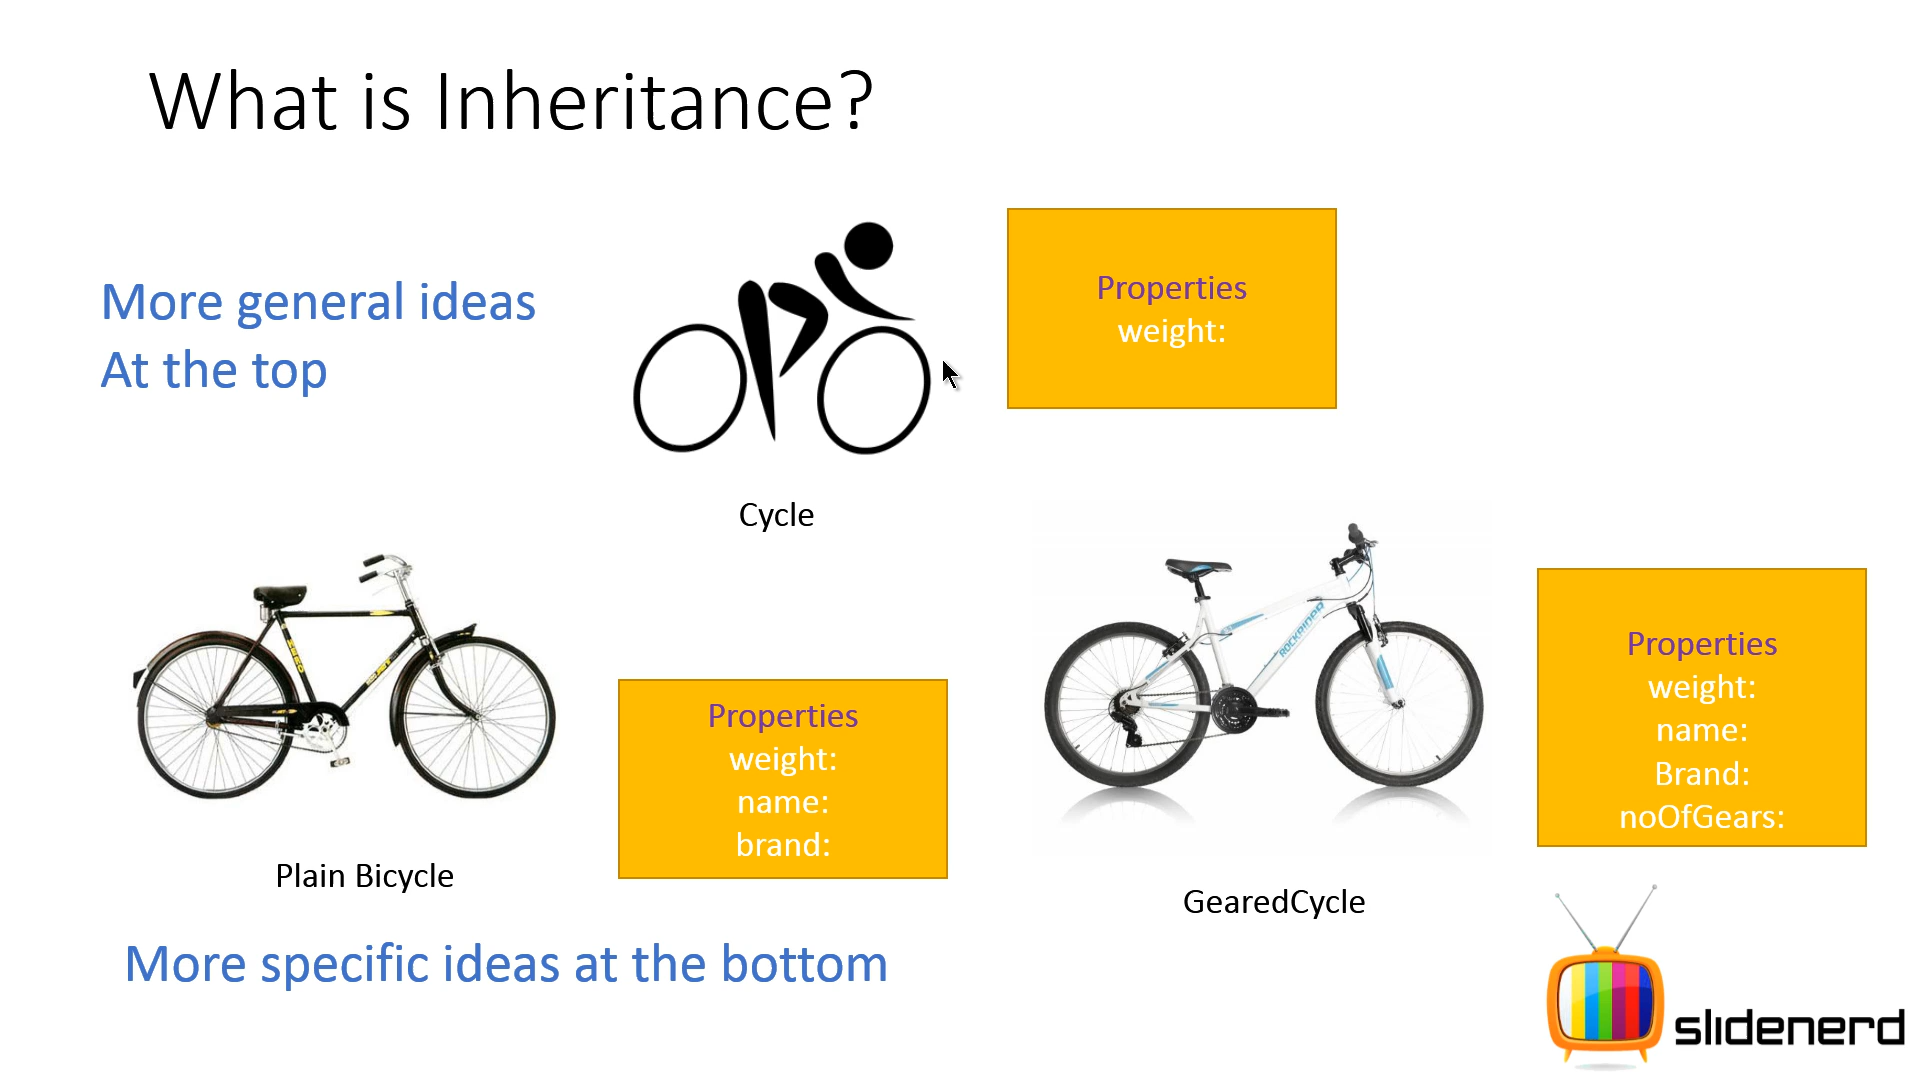 What is Inheritance?
More general ideas
At the top
Properties
weight:
Cycle
Properties
weight:
name:
brand:
Plain Bicycle
ROCKRIDER
Properties
weight:
name:
Brand:
noOfGears:
GearedCycle
More specific ideas at the bottom
slidenerd